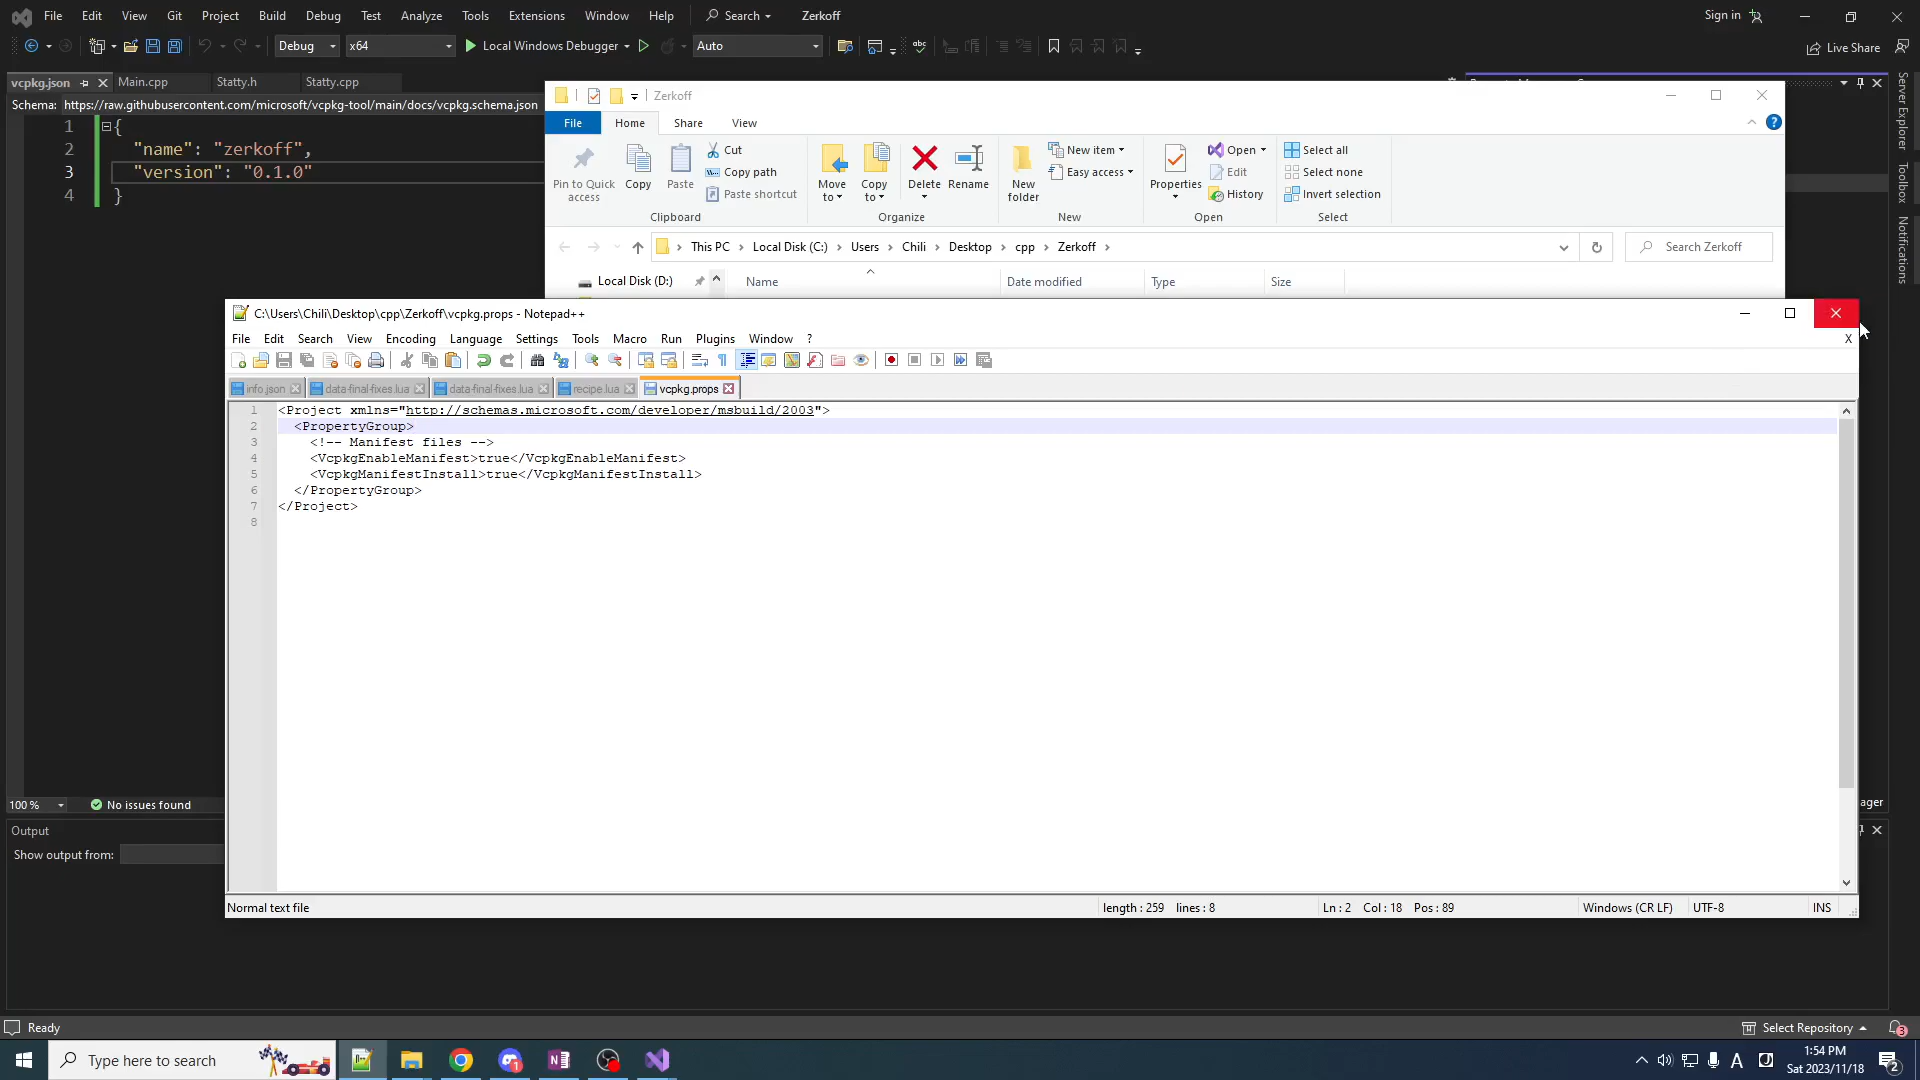 File Edit View Git Project Build Debug Test Analyze Tools Extensions Window Help Search Zerkoff Sign in
Debug x64 Local Windows Debugger Auto Live Share
vcpkg.json Main.cpp Statty.h Statty.cpp
Schema: https://raw.githubusercontent.com/microsoft/vcpkg-tool/main/docs/vcpkg.schema.json
1 {
2 "name": "zerkoff",
3 "version": "0.1.0"
4 }
Server Explorer
Toolbox
Notifications
Zerkoff
File Home Share View
Pin to Quick access
Copy
Paste
Cut
Copy path
Paste shortcut
Clipboard
Move to
Copy to
Delete
Rename
Organize
New folder
New item
Easy access
New
Properties
Open
Edit
History
Open
Select all
Select none
Invert selection
Select
This PC Local Disk (C:) Users Chili Desktop cpp Zerkoff Search Zerkoff
Local Disk (D:) Name Date modified Type Size
C:\Users\Chili\Desktop\cpp\Zerkoff\vcpkg.props - Notepad++
File Edit Search View Encoding Language Settings Tools Macro Run Plugins Window ? X
info.json data-final-fixes.lua data-final-fixes.lua recipe.lua vcpkg.props
1 <Project xmlns="http://schemas.microsoft.com/developer/msbuild/2003">
2 <PropertyGroup>
3 <!-- Manifest files -->
4 <VcpkgEnableManifest>true</VcpkgEnableManifest>
5 <VcpkgManifestInstall>true</VcpkgManifestInstall>
6 </PropertyGroup>
7 </Project>
8
Normal text file length : 259 lines : 8 Ln : 2 Col : 18 Pos : 89 Windows (CR LF) UTF-8 INS
100 % No issues found
Output
Show output from:
Ready Select Repository 3
Type here to search 1 A 1:54 PM
Sat 2023/11/18 2